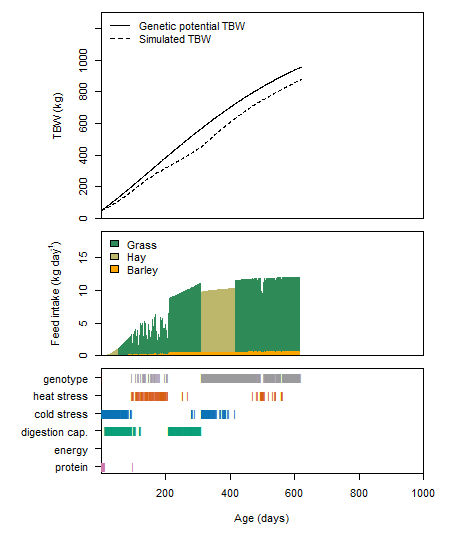 Genetic potential TBW
Simulated TBW
TBW (kg)
0
200
400
600
800
1000
Grass
Hay
Barley
Feed intake (kg day⁻¹)
0
5
10
15
genotype
heat stress
cold stress
digestion cap.
energy
protein
200
400
600
800
1000
Age (days)